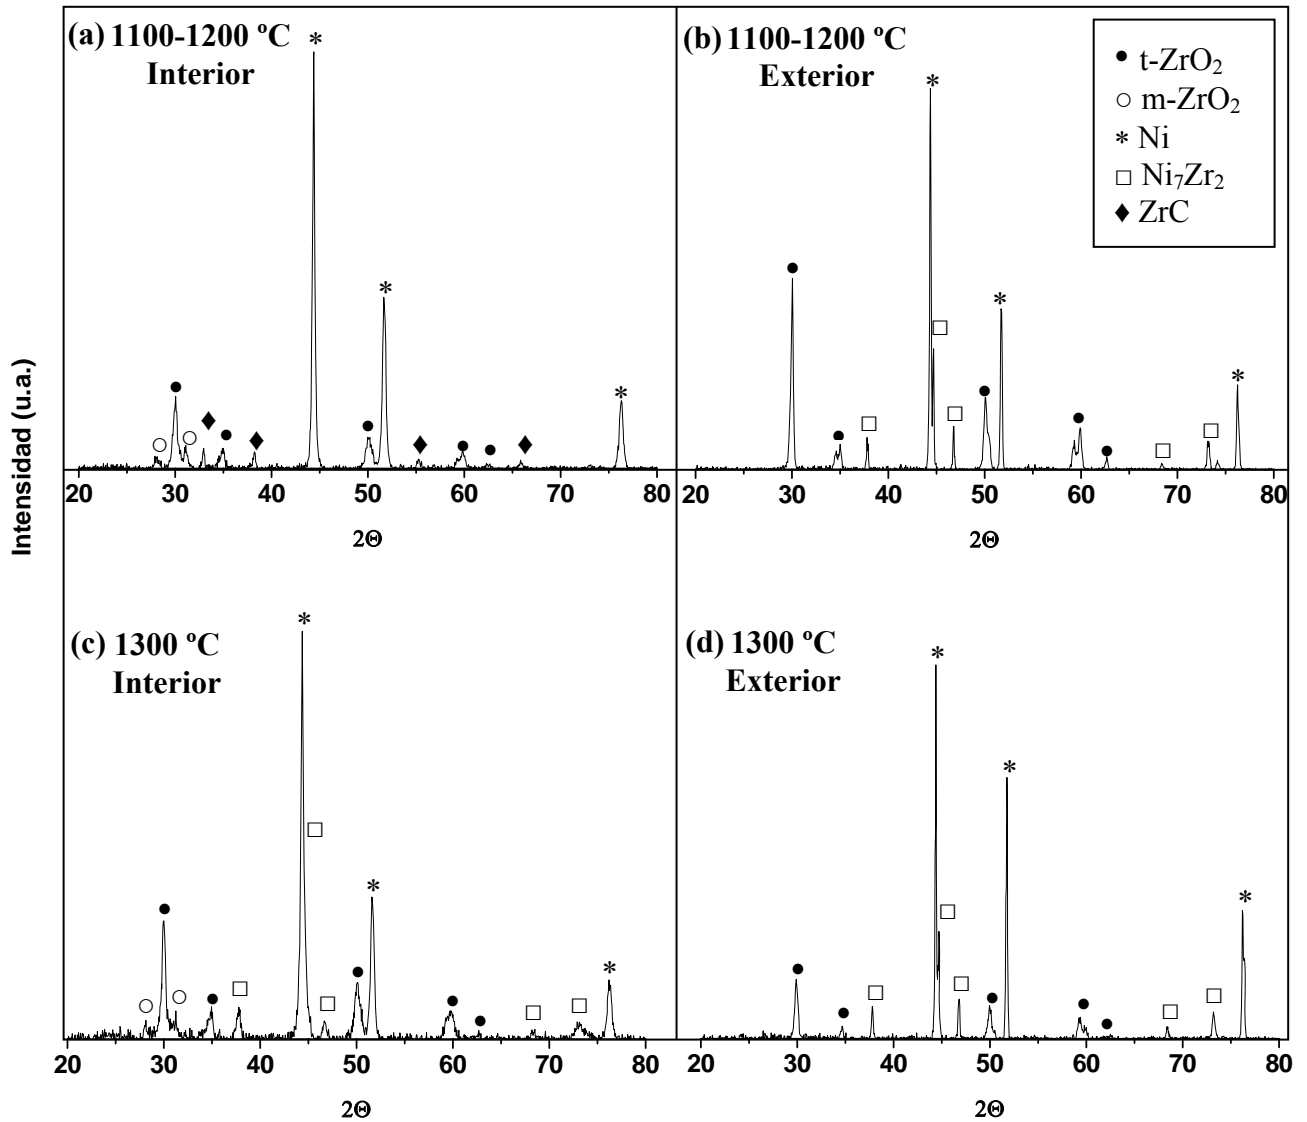 (a) 1100-1200 ºC
Interior
(b) 1100-1200 ºC
Exterior
● t-ZrO₂
○ m-ZrO₂
* Ni
□ Ni₇Zr₂
♦ ZrC
Intensidad (u.a.)
20 30 40 50 60 70 80
2Θ
20 30 40 50 60 70 80
2Θ
(c) 1300 ºC
Interior
(d) 1300 ºC
Exterior
20 30 40 50 60 70 80
2Θ
20 30 40 50 60 70 80
2Θ